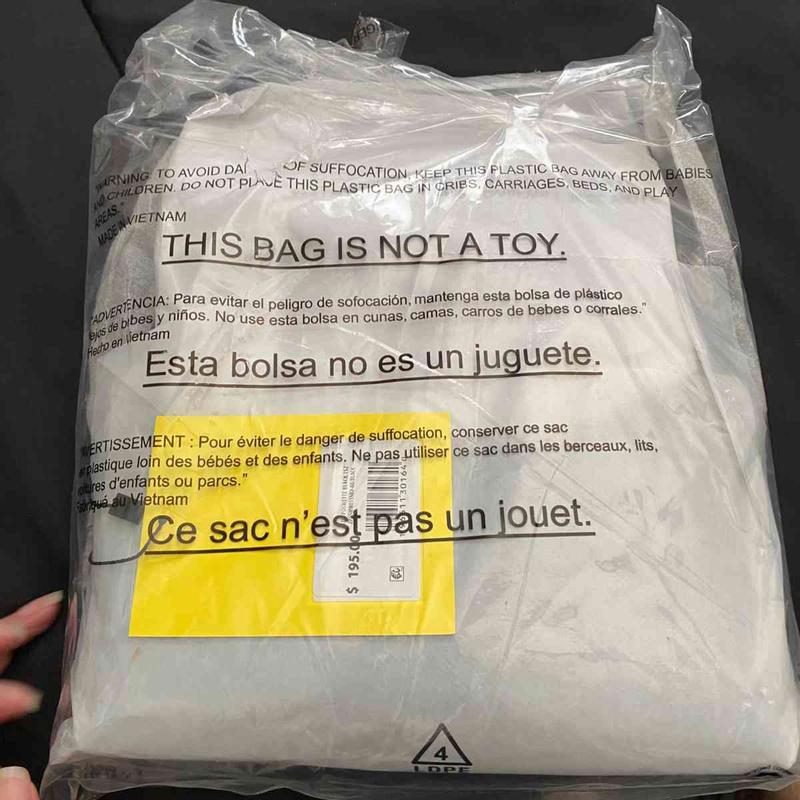 "WARNING: TO AVOID OF SUFFOCATION, KEEP THIS PLASTIC BAG AWAY FROM BABIES
AND CHILDREN. DO NOT PLACE THIS PLASTIC BAG IN CRIBS, CARRIAGES, BEDS, AND PLAY
AREAS."
MADE IN VIETNAM
THIS BAG IS NOT A TOY.
"ADVERTENCIA: Para evitar el peligro de sofocación, mantenga esta bolsa de plástico
lejos de bebes y niños. No use esta bolsa en cunas, camas, carros de bebes o corrales."
Hecho en Vietnam
Esta bolsa no es un juguete.
"AVERTISSEMENT : Pour éviter le danger de suffocation, conserver ce sac
en plastique loin des bébés et des enfants. Ne pas utiliser ce sac dans les berceaux, lits,
voitures d'enfants ou parcs."
Fabriqué au Vietnam
Ce sac n'est pas un jouet.
$ 195.00
4
LDPE